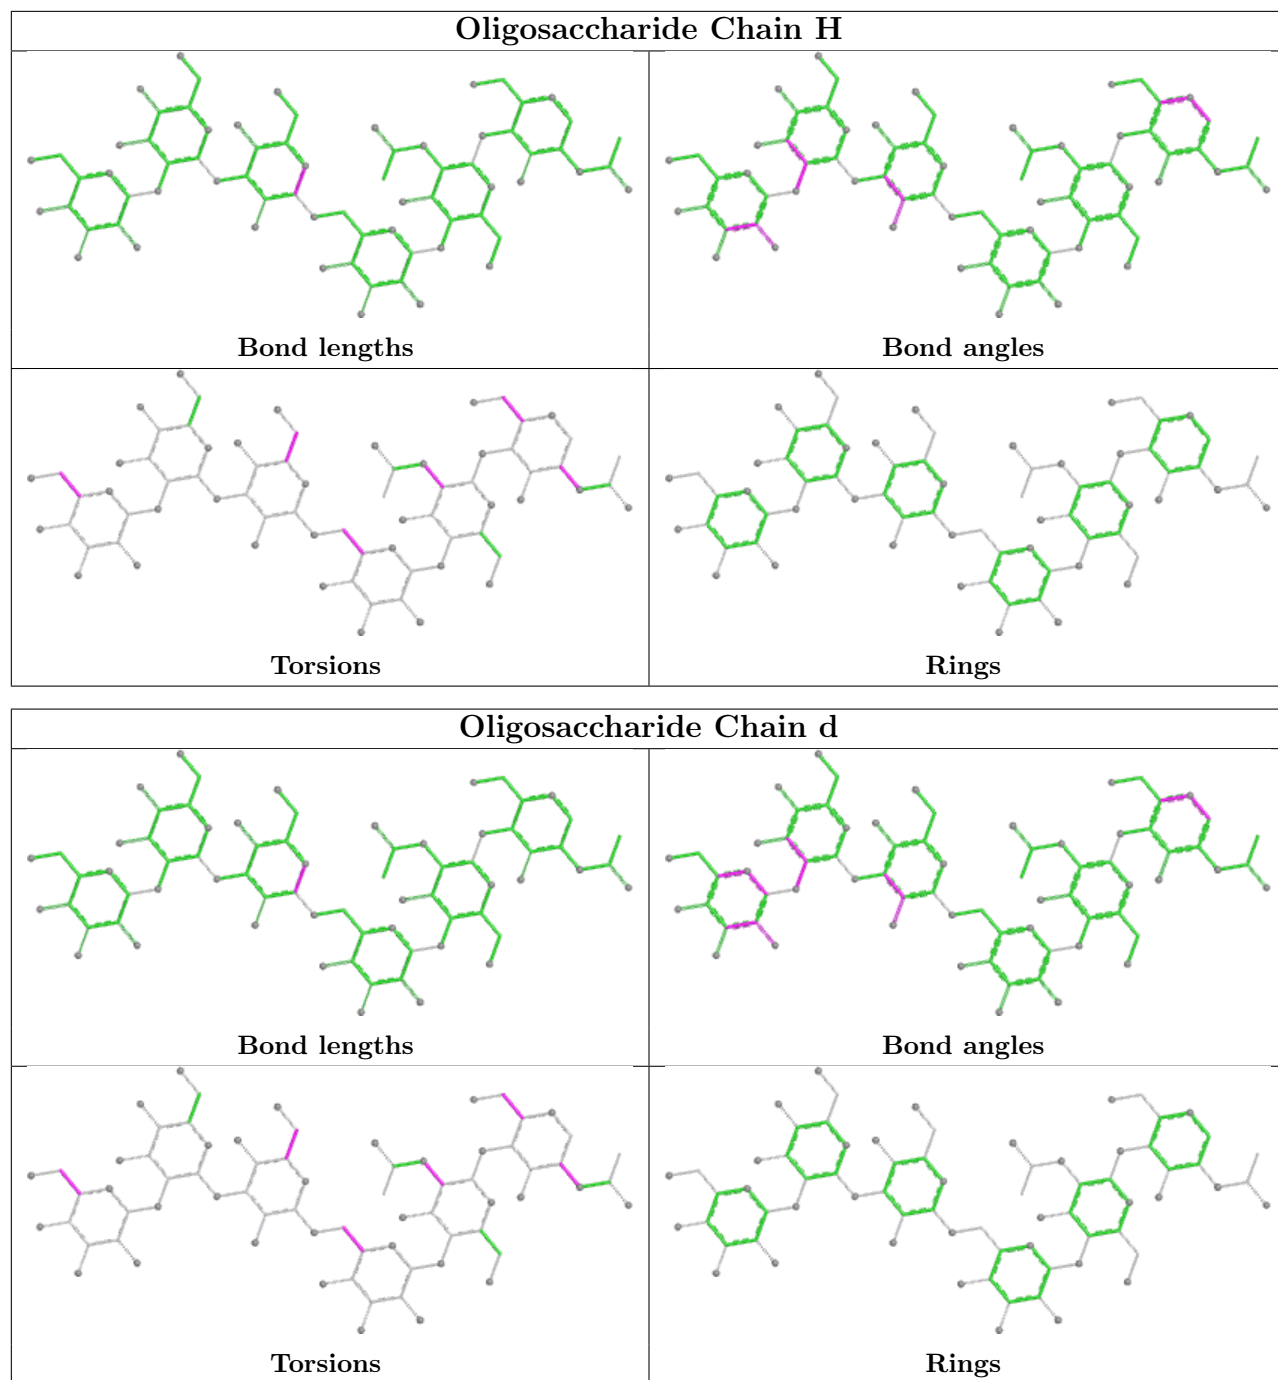 Oligosaccharide Chain H
Bond lengths
Bond angles
Torsions
Rings
Oligosaccharide Chain d
Bond lengths
Bond angles
Torsions
Rings